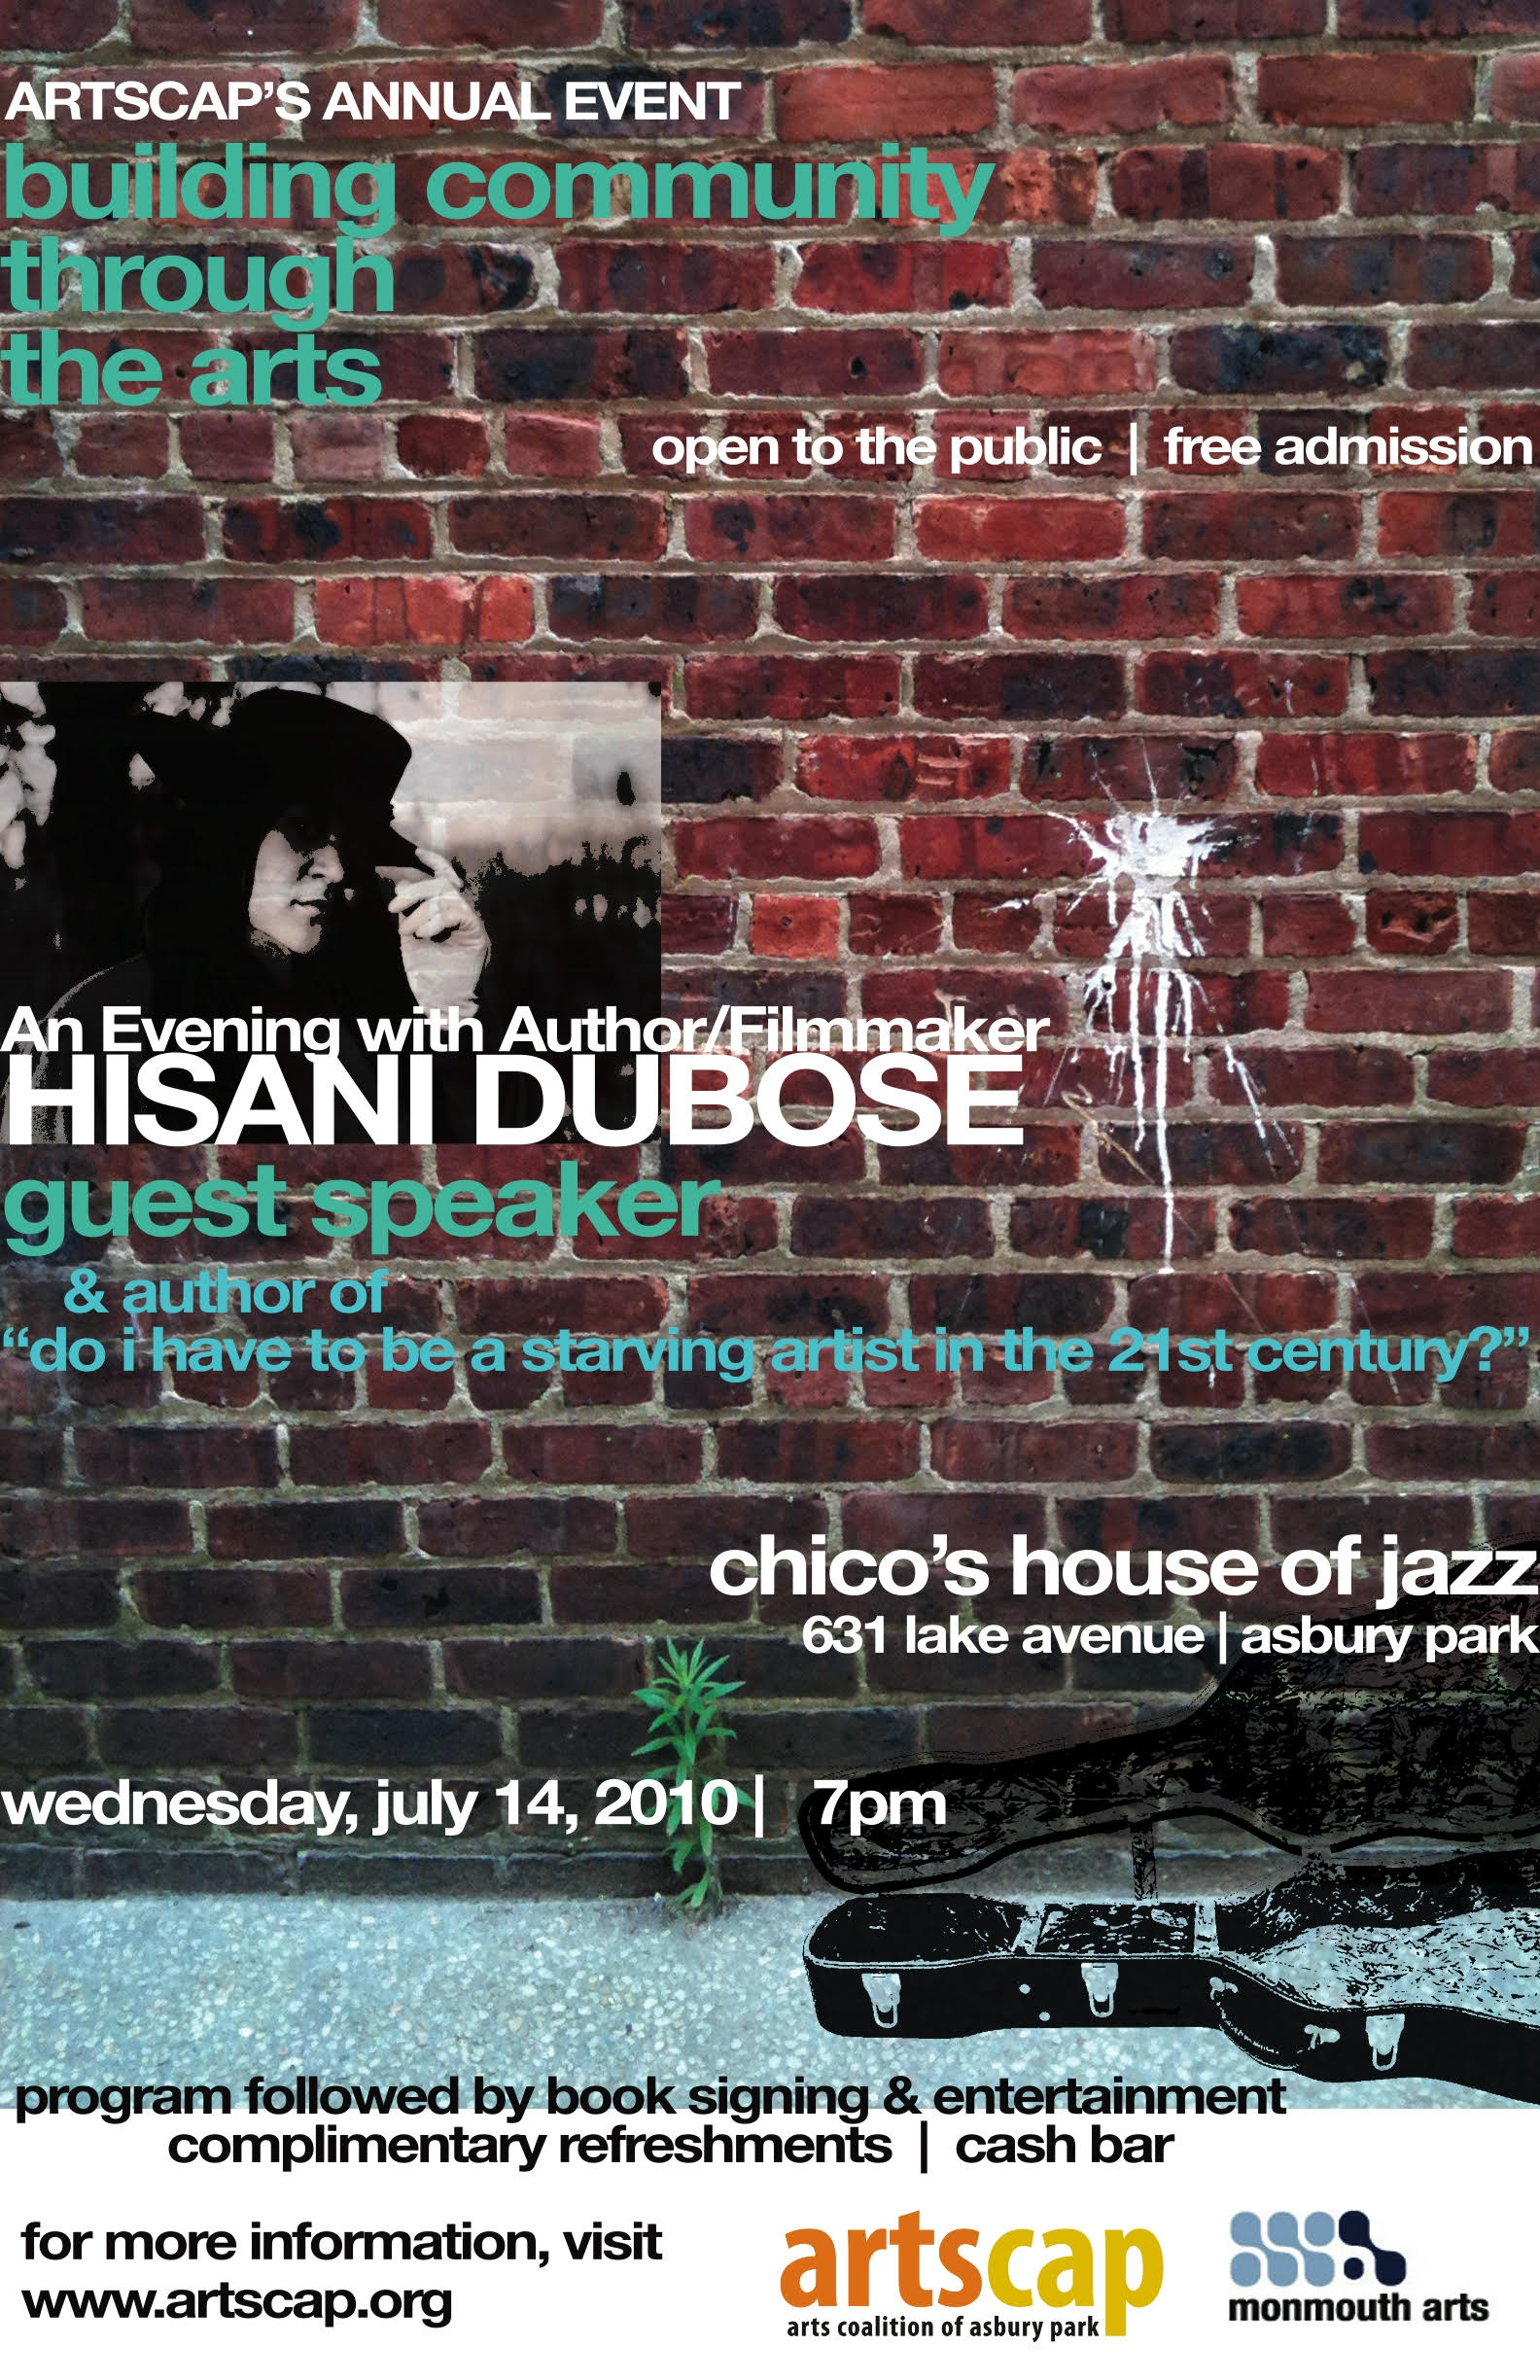 ARTSCAP'S ANNUAL EVENT
building community
through
the arts
open to the public | free admission
An Evening with Author/Filmmaker
HISANI DUBOSE
guest speaker
& author of
“do i have to be a starving artist in the 21st century?”
chico’s house of jazz
631 lake avenue | asbury park
wednesday, july 14, 2010 | 7pm
program followed by book signing & entertainment
complimentary refreshments | cash bar
for more information, visit
www.artscap.org
artscap
arts coalition of asbury park
monmouth arts